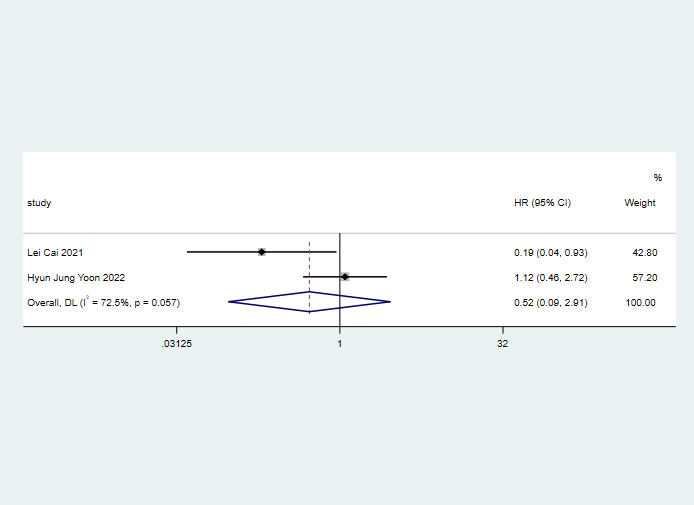 %
study HR (95% CI) Weight
Lei Cai 2021 0.19 (0.04, 0.93) 42.80
Hyun Jung Yoon 2022 1.12 (0.46, 2.72) 57.20
Overall, DL (I² = 72.5%, p = 0.057) 0.52 (0.09, 2.91) 100.00
.03125 1 32